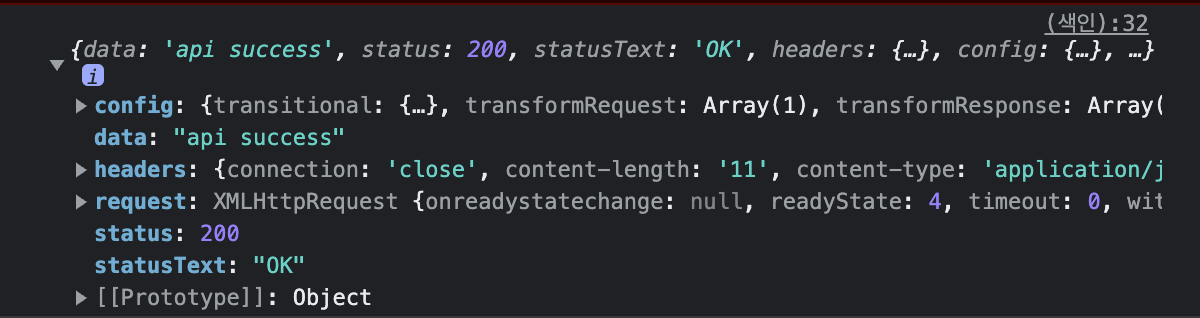 (색인):32
{data: 'api success', status: 200, statusText: 'OK', headers: {…}, config: {…}, …}
i
config: {transitional: {…}, transformRequest: Array(1), transformResponse: Array(
data: "api success"
headers: {connection: 'close', content-length: '11', content-type: 'application/j
request: XMLHttpRequest {onreadystatechange: null, readyState: 4, timeout: 0, wit
status: 200
statusText: "OK"
[[Prototype]]: Object